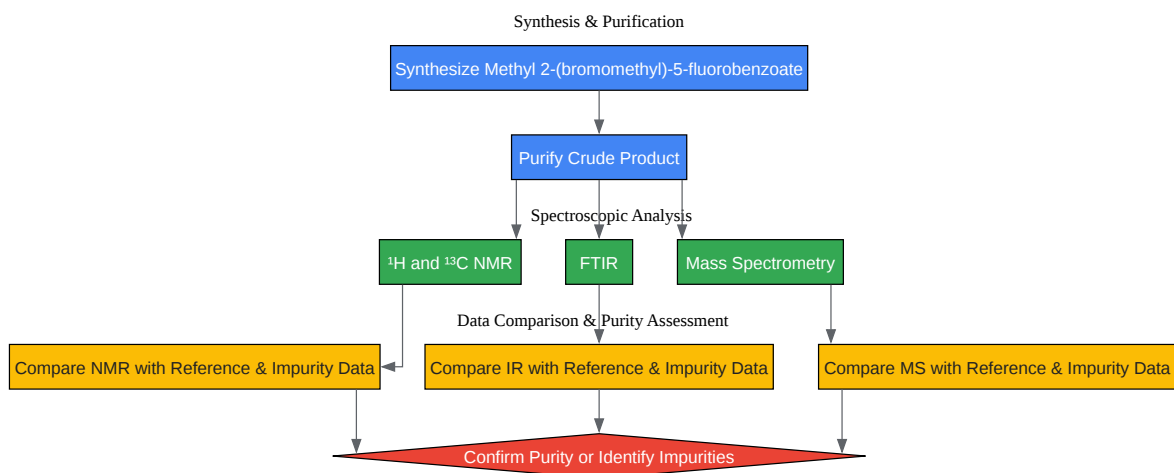 Synthesis & Purification
Synthesize Methyl 2-(bromomethyl)-5-fluorobenzoate
Purify Crude Product
Spectroscopic Analysis
¹H and ¹³C NMR
FTIR
Mass Spectrometry
Data Comparison & Purity Assessment
Compare NMR with Reference & Impurity Data
Compare IR with Reference & Impurity Data
Compare MS with Reference & Impurity Data
Confirm Purity or Identify Impurities